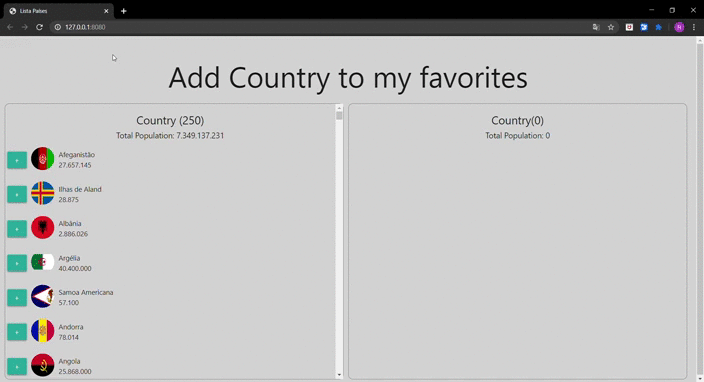 Lista Países
127.0.0.1:8080
R
Add Country to my favorites
Country (250)
Total Population: 7.349.137.231
+ Afeganistão
27.657.145
+ Ilhas de Aland
28.875
+ Albânia
2.886.026
+ Argélia
40.400.000
+ Samoa Americana
57.100
+ Andorra
78.014
+ Angola
25.868.000
Country(0)
Total Population: 0